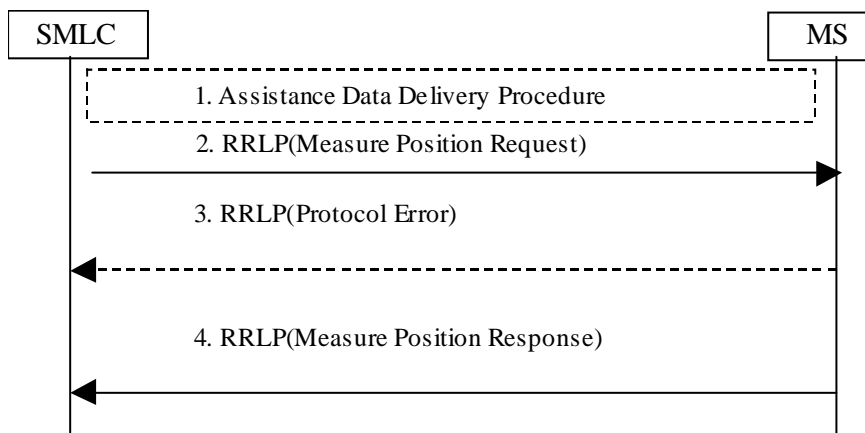 SMLC
MS
1. Assistance Data Delivery Procedure
2. RRLP(Measure Position Request)
3. RRLP(Protocol Error)
4. RRLP(Measure Position Response)